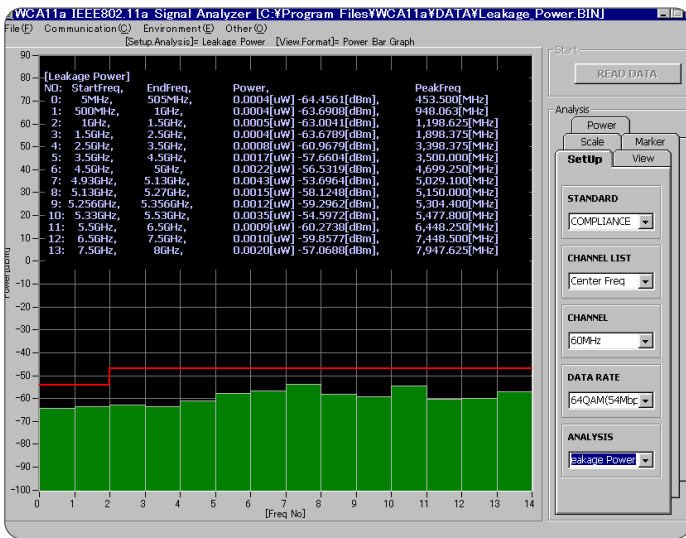 WCA11a IEEE802.11a Signal Analyzer [C:¥Program Files¥WCA11a¥DATA¥Leakage_Power.BIN]
File(F) Communication(C) Environment(E) Other(O)
[Setup.Analysis]= Leakage Power [View.Format]= Power Bar Graph
[Leakage Power]
NO: StartFreq, EndFreq, Power, PeakFreq
0: 5MHz, 505MHz, 0.0004[uW] -64.4561[dBm], 453.500[MHz]
1: 500MHz, 1GHz, 0.0004[uW] -63.6908[dBm], 948.063[MHz]
2: 1GHz, 1.5GHz, 0.0005[uW] -63.0041[dBm], 1,198.625[MHz]
3: 1.5GHz, 2.5GHz, 0.0004[uW] -63.6789[dBm], 1,898.375[MHz]
4: 2.5GHz, 3.5GHz, 0.0008[uW] -60.9679[dBm], 3,398.375[MHz]
5: 3.5GHz, 4.5GHz, 0.0017[uW] -57.6604[dBm], 3,500.000[MHz]
6: 4.5GHz, 5GHz, 0.0022[uW] -56.5319[dBm], 4,699.250[MHz]
7: 4.93GHz, 5.13GHz, 0.0043[uW] -53.6964[dBm], 5,029.100[MHz]
8: 5.13GHz, 5.27GHz, 0.0015[uW] -58.1248[dBm], 5,150.000[MHz]
9: 5.256GHz, 5.356GHz, 0.0012[uW] -59.2962[dBm], 5,304.400[MHz]
10: 5.33GHz, 5.53GHz, 0.0035[uW] -54.5972[dBm], 5,477.800[MHz]
11: 5.5GHz, 6.5GHz, 0.0009[uW] -60.2738[dBm], 6,448.250[MHz]
12: 6.5GHz, 7.5GHz, 0.0010[uW] -59.8577[dBm], 7,448.500[MHz]
13: 7.5GHz, 8GHz, 0.0020[uW] -57.0688[dBm], 7,947.625[MHz]
90
80
70
60
50
40
30
20
10
0
-10
-20
-30
-40
-50
-60
-70
-80
-90
-100
Power[dBm]
0 1 2 3 4 5 6 7 8 9 10 11 12 13 14
[Freq No]
Start
READ DATA
Analysis
Power
Scale Marker
SetUp View
STANDARD
COMPLIANCE
CHANNEL LIST
Center Freq
CHANNEL
60MHz
DATA RATE
64QAM(54Mbp
ANALYSIS
eakage Power